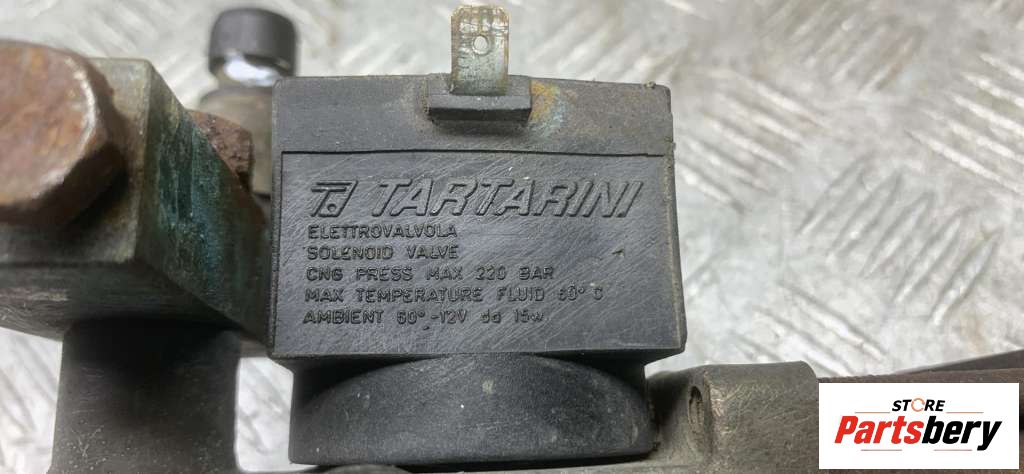 TARTARINI
ELETTROVALVOLA
SOLENOID VALVE
CNG PRESS MAX 220 BAR
MAX TEMPERATURE FLUID 60° C
AMBIENT 60°-12V da 15w
STORE
Partsbery